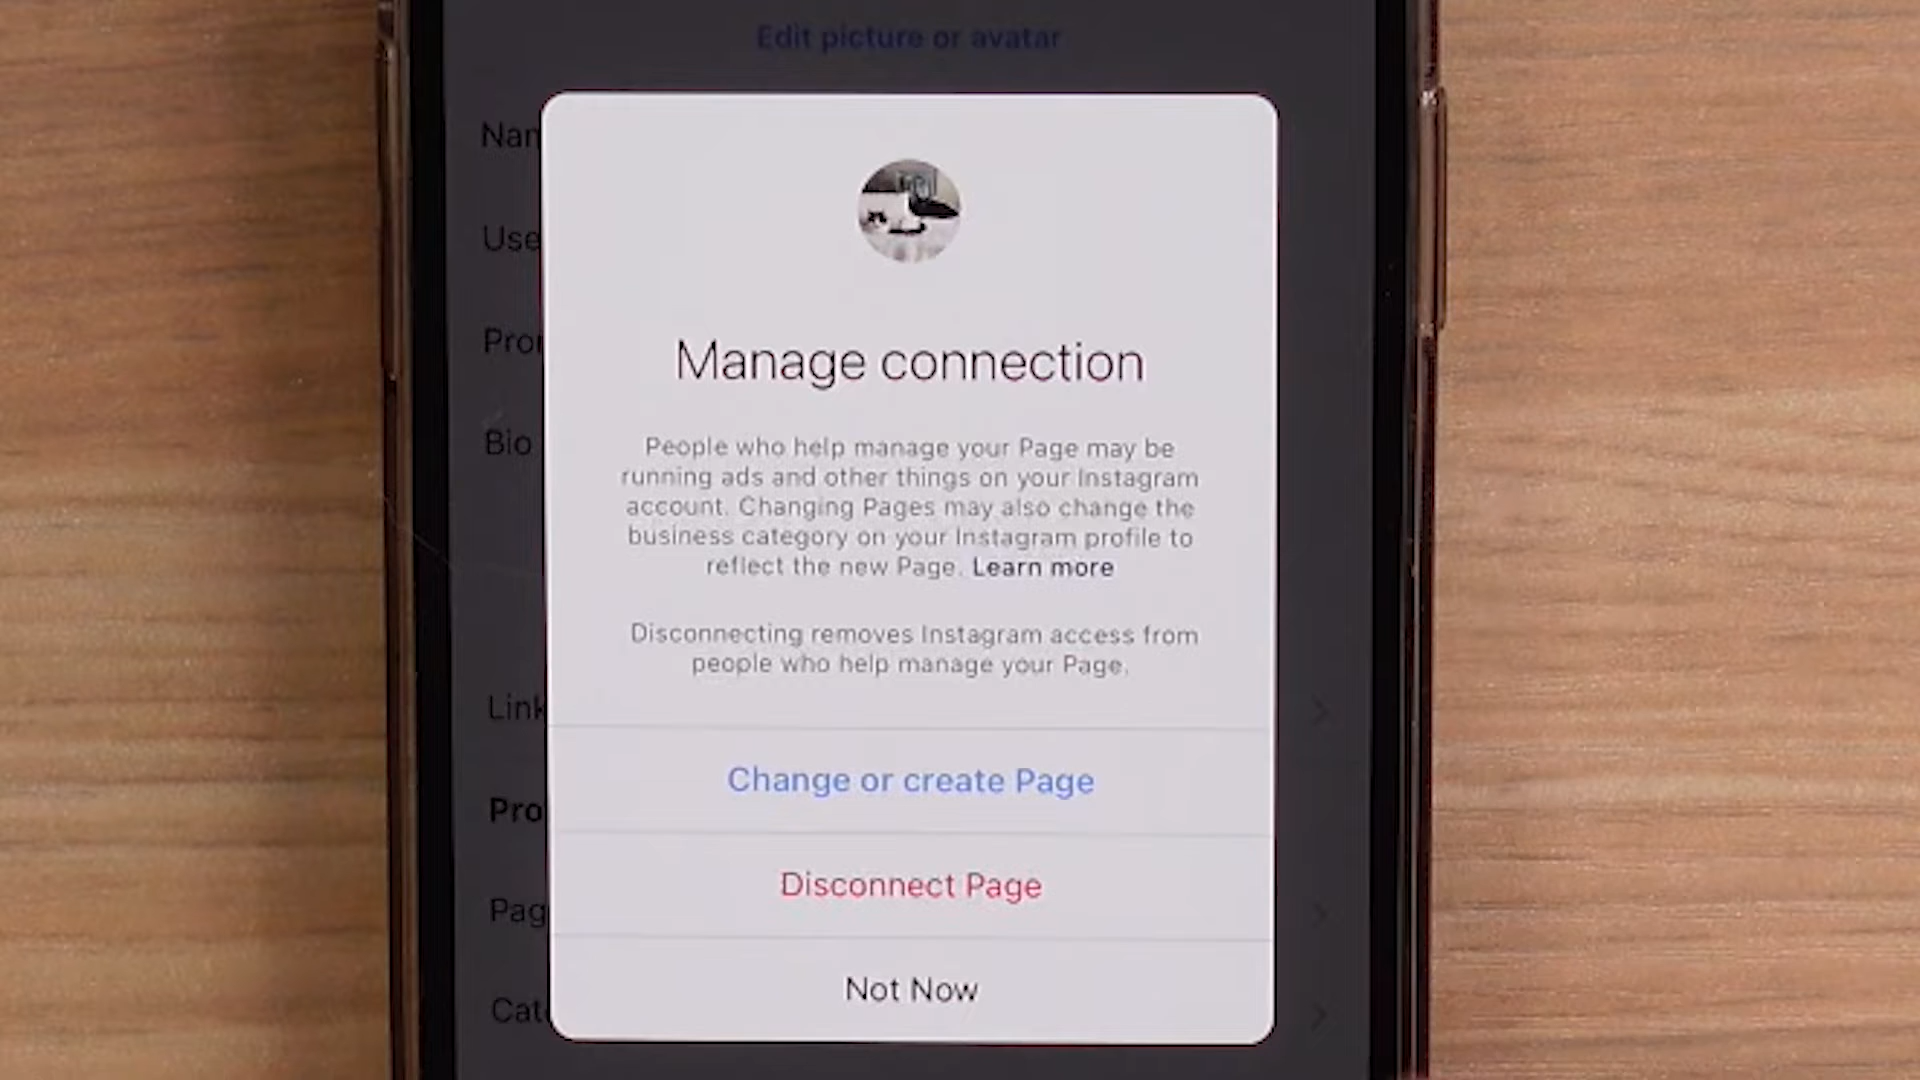 Edit picture or avatar
Manage connection
People who help manage your Page may be
running ads and other things on your Instagram
account. Changing Pages may also change the
business category on your Instagram profile to
reflect the new Page. Learn more
Disconnecting removes Instagram access from
people who help manage your Page.
Bio
Change or create Page
Disconnect Page
Not Now